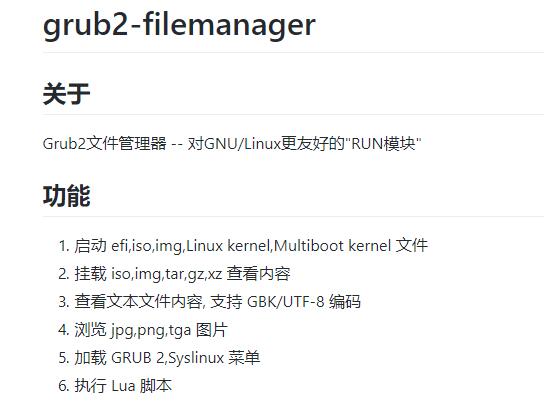 grub2-filemanager
关于
Grub2文件管理器 -- 对GNU/Linux更友好的"RUN模块"
功能
1. 启动 efi,iso,img,Linux kernel,Multiboot kernel 文件
2. 挂载 iso,img,tar,gz,xz 查看内容
3. 查看文本文件内容, 支持 GBK/UTF-8 编码
4. 浏览 jpg,png,tga 图片
5. 加载 GRUB 2,Syslinux 菜单
6. 执行 Lua 脚本